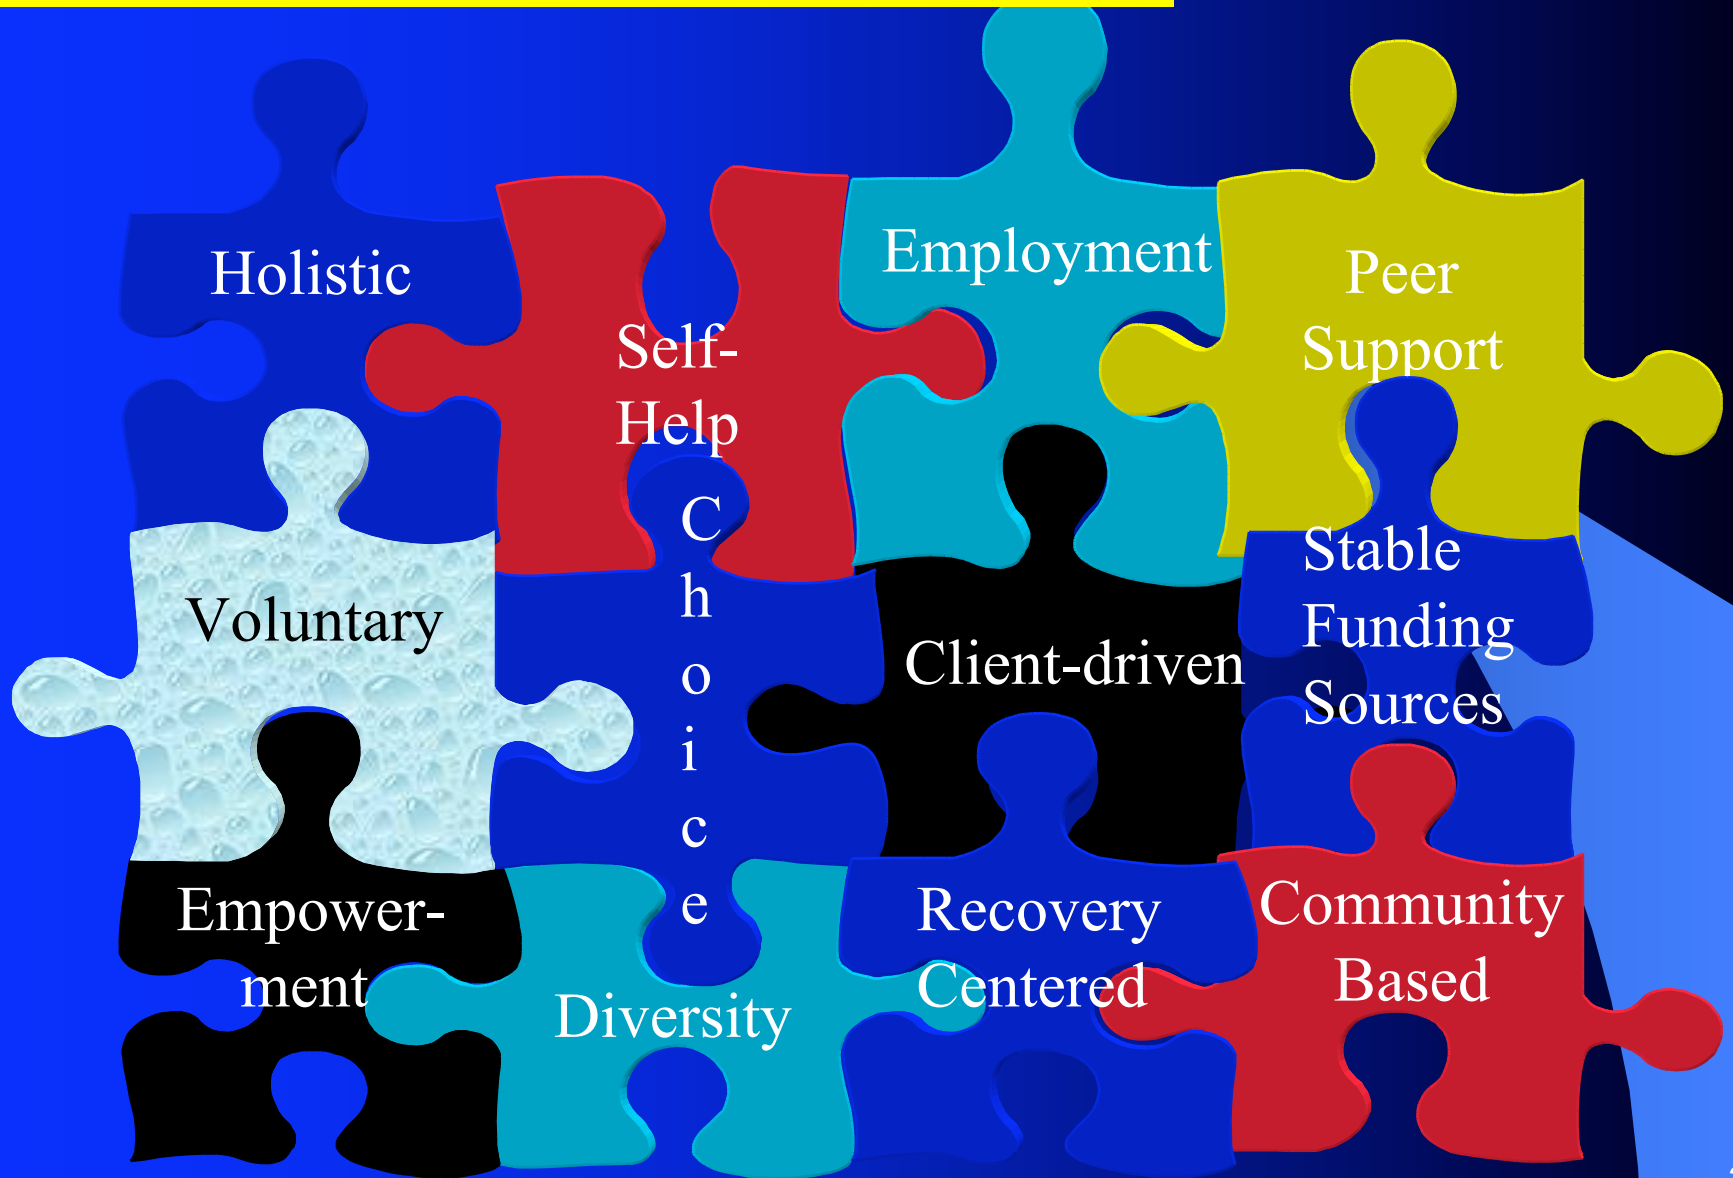 Holistic
Self-
Help
Employment
Peer
Support
Voluntary
C
h
o
i
c
e
Client-driven
Stable
Funding
Sources
Empower-
ment
Diversity
Recovery
Centered
Community
Based